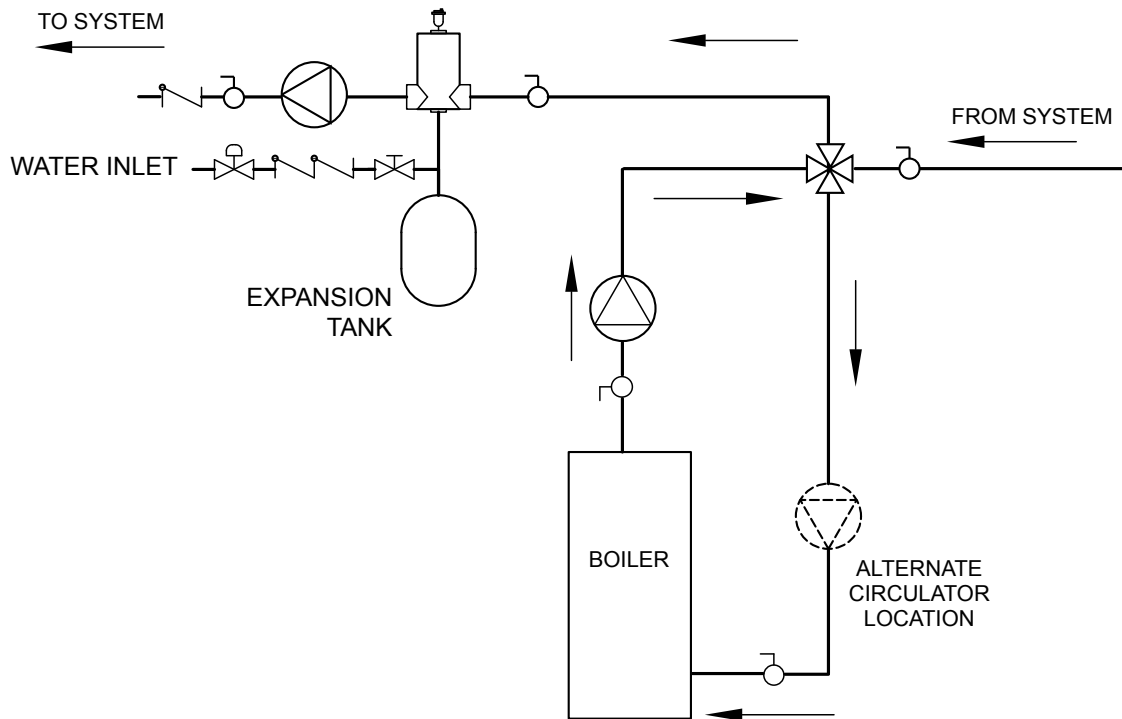 TO SYSTEM
FROM SYSTEM
WATER INLET
EXPANSION
TANK
BOILER
ALTERNATE
CIRCULATOR
LOCATION